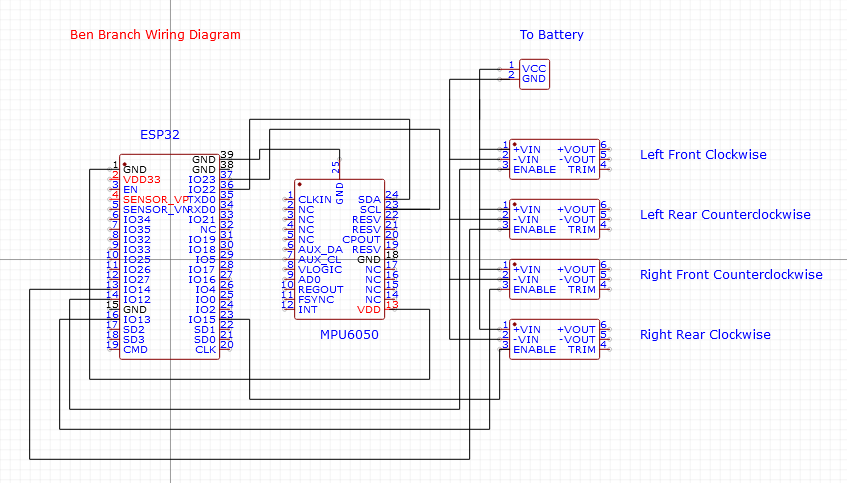 Ben Branch Wiring Diagram
To Battery
1 VCC
2 GND
ESP32
1 GND
2 VDD33
3 EN
4 SENSOR_VP
5 SENSOR_VN
6 IO34
7 IO35
8 IO32
9 IO33
10 IO25
11 IO26
12 IO27
13 IO14
14 IO12
15 GND
16 IO13
17 SD2
18 SD3
19 CMD
GND 39
GND 38
IO23 37
IO22 36
TXD0 35
RXD0 34
IO21 33
NC 32
IO19 31
IO18 30
IO5 29
IO17 28
IO16 27
IO4 26
IO0 25
IO2 24
IO15 23
SD1 22
SD0 21
CLK 20
25
GND
1 CLKIN
2 NC
3 NC
4 NC
5 NC
6 AUX_DA
7 AUX_CL
8 VLOGIC
9 AD0
10 REGOUT
11 FSYNC
12 INT
SDA 24
SCL 23
RESV 22
RESV 21
CPOUT 20
RESV 19
GND 18
NC 17
NC 16
NC 15
NC 14
VDD 13
MPU6050
1 +VIN +VOUT 6
2 -VIN -VOUT 5
3 ENABLE TRIM 4
Left Front Clockwise
1 +VIN +VOUT 6
2 -VIN -VOUT 5
3 ENABLE TRIM 4
Left Rear Counterclockwise
1 +VIN +VOUT 6
2 -VIN -VOUT 5
3 ENABLE TRIM 4
Right Front Counterclockwise
1 +VIN +VOUT 6
2 -VIN -VOUT 5
3 ENABLE TRIM 4
Right Rear Clockwise